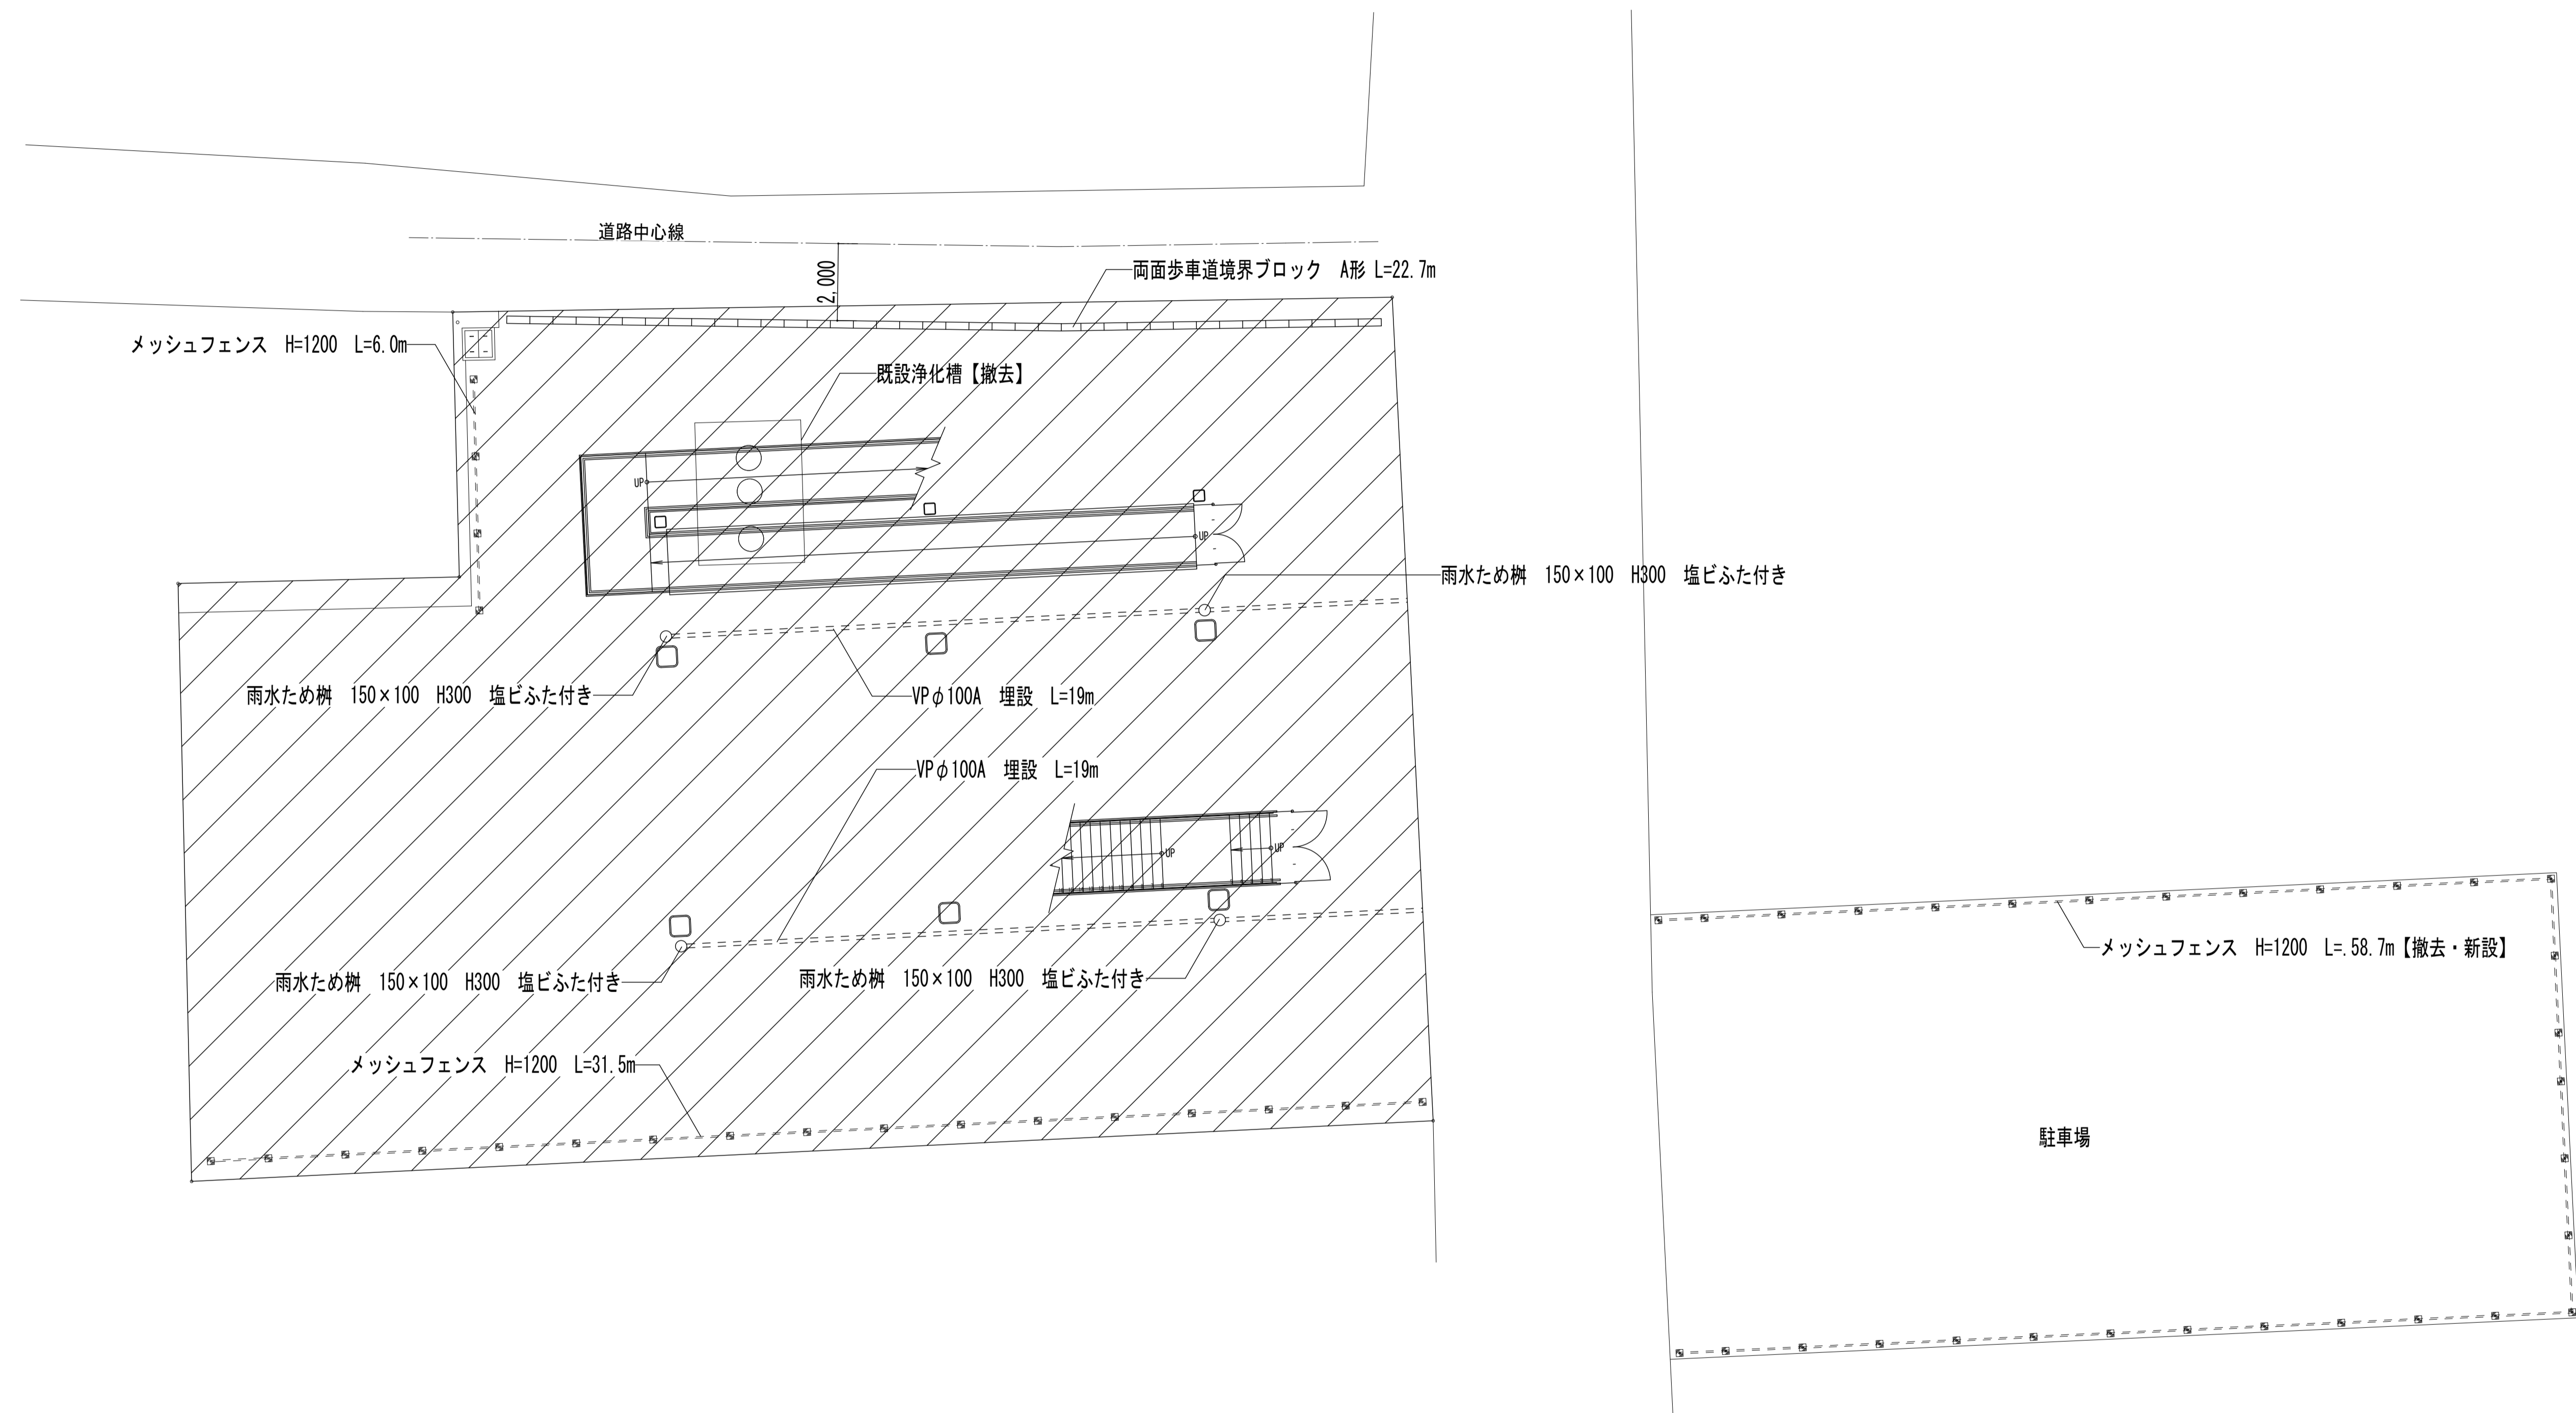 道路中心線
2,000
両面歩車道境界ブロック　A形 L=22.7m
メッシュフェンス　H=1200　L=6.0m
既設浄化槽【撤去】
UP
UP
雨水ため桝　150×100　H300　塩ビふた付き
雨水ため桝　150×100　H300　塩ビふた付き
VPφ100A　埋設　L=19m
VPφ100A　埋設　L=19m
UP
UP
メッシュフェンス　H=1200　L=.58.7m【撤去・新設】
雨水ため桝　150×100　H300　塩ビふた付き
雨水ため桝　150×100　H300　塩ビふた付き
メッシュフェンス　H=1200　L=31.5m
駐車場